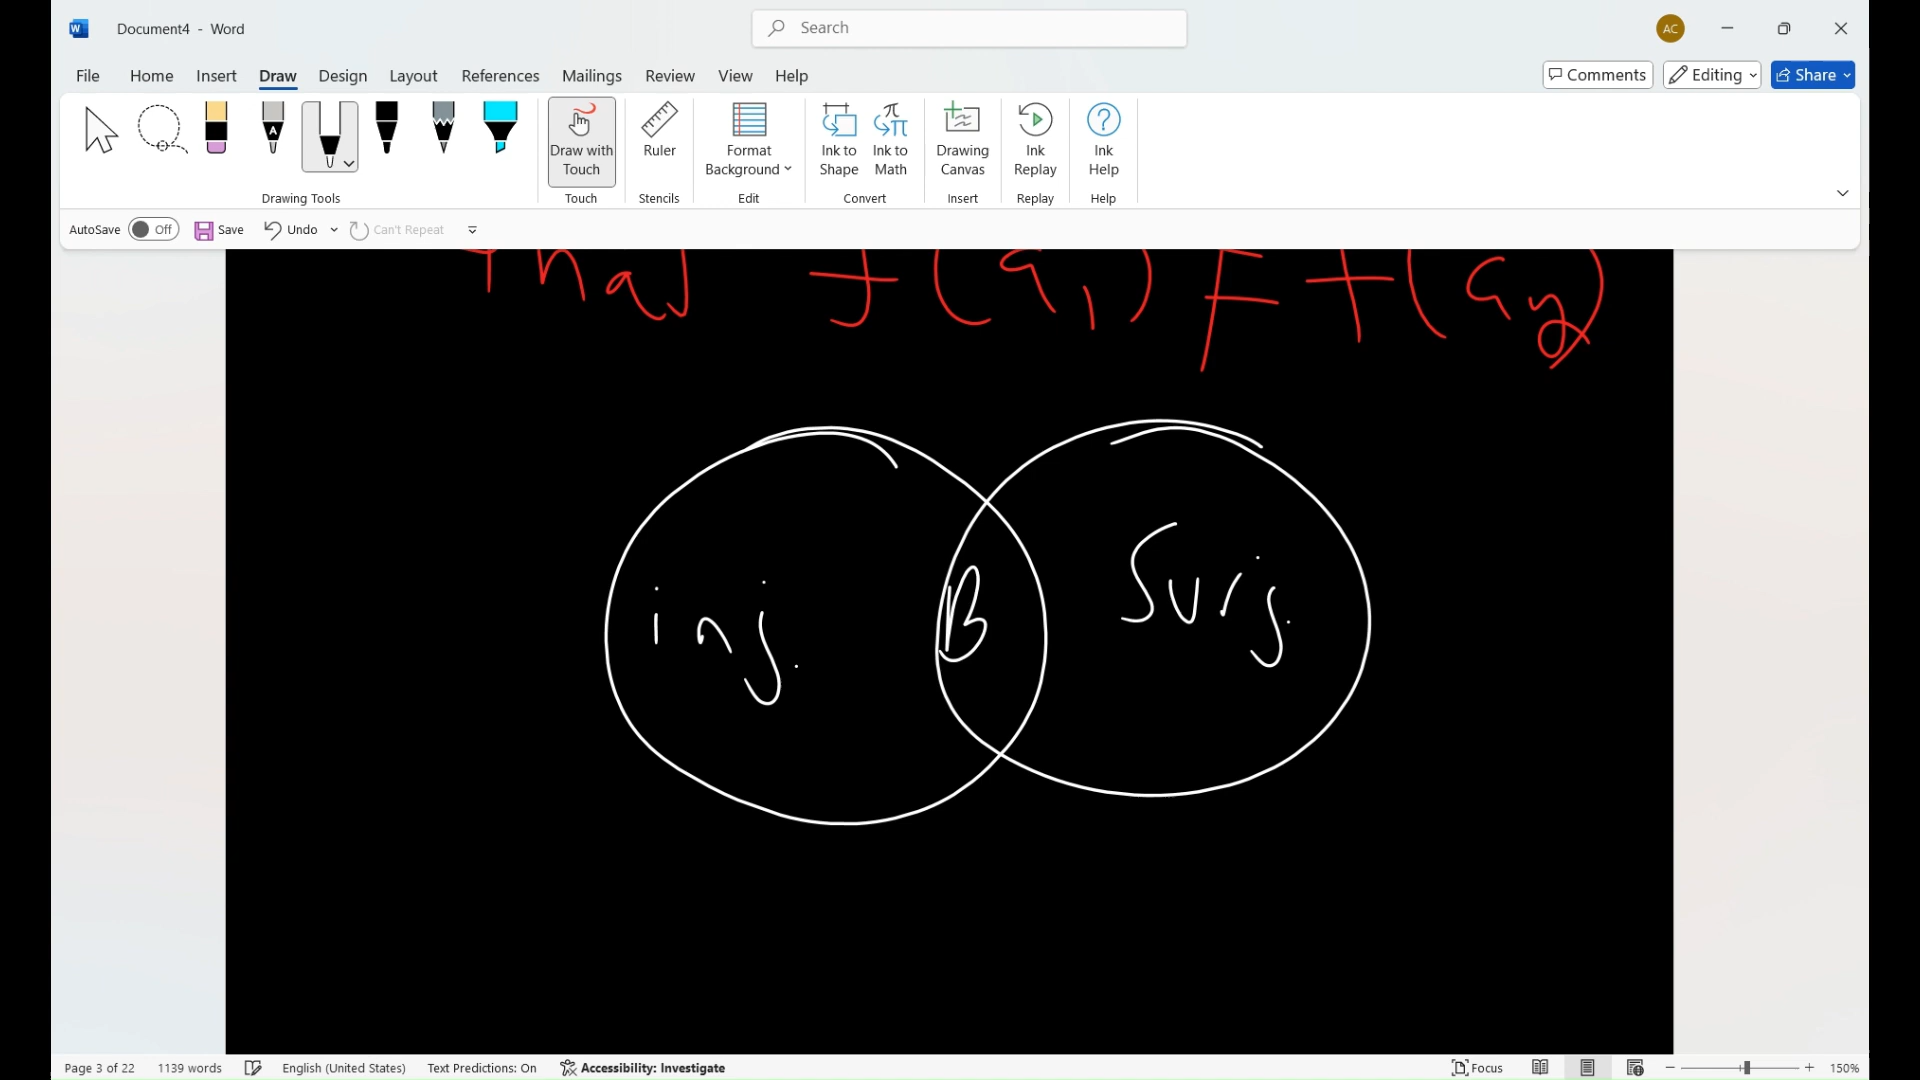 Document4 - Word
Search
AC
File Home Insert Draw Design Layout References Mailings Review View Help
Comments Editing Share
Draw with Touch
Ruler
Format Background
Ink to Shape
Ink to Math
Drawing Canvas
Ink Replay
Ink Help
Drawing Tools Touch Stencils Edit Convert Insert Replay Help
AutoSave Off Save Undo Can't Repeat
that f(a₁) ≠ f(a₂)
inj. B Surj.
Page 3 of 22 1139 words English (United States) Text Predictions: On Accessibility: Investigate Focus 150%